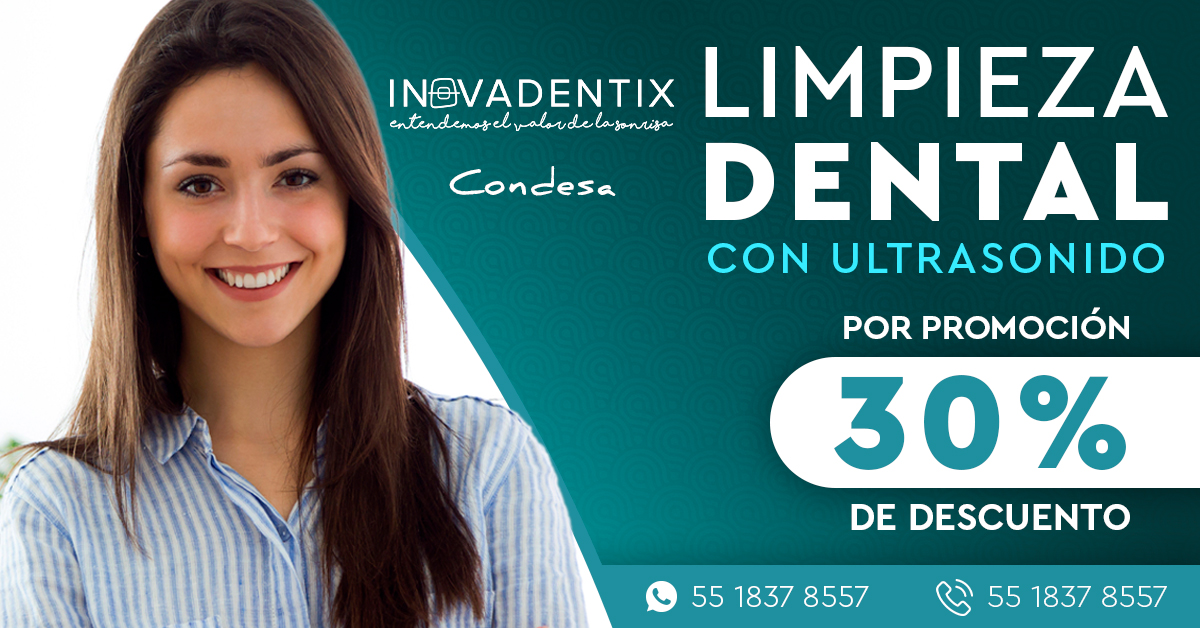 INOVADENTIX
entendemos el valor de la sonrisa
Condesa
LIMPIEZA
DENTAL
CON ULTRASONIDO
POR PROMOCIÓN
30%
DE DESCUENTO
55 1837 8557
55 1837 8557